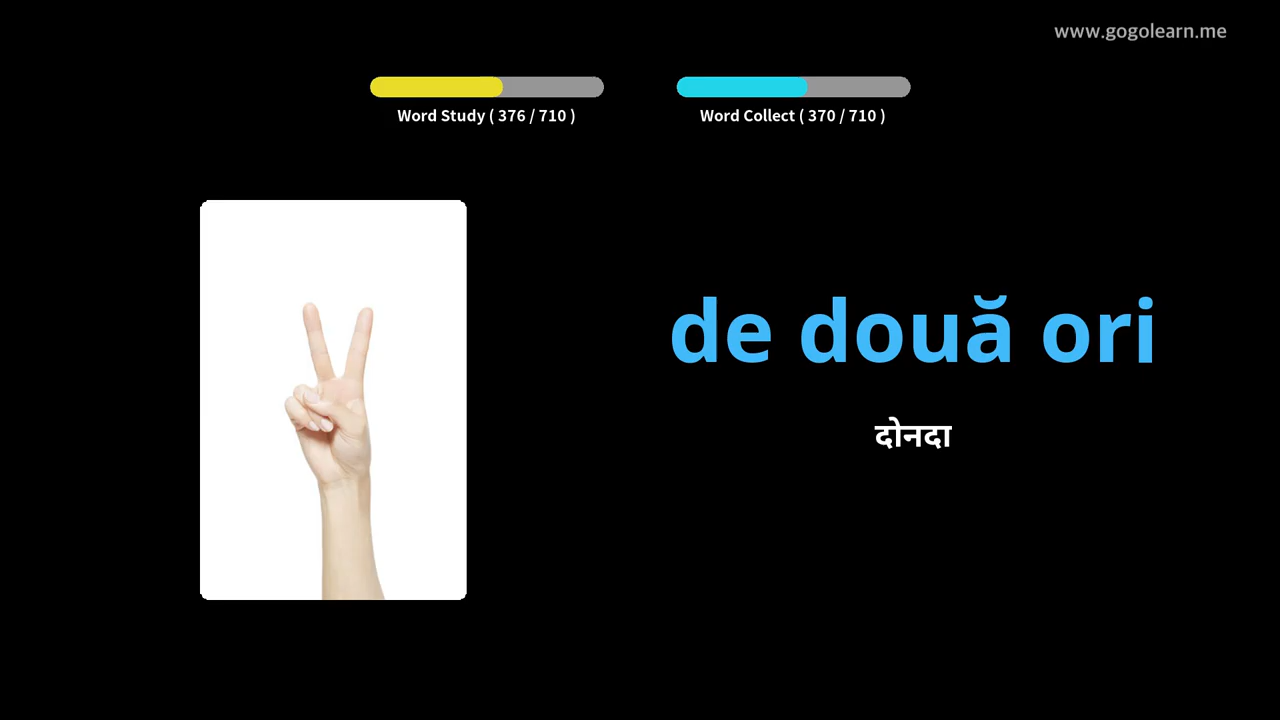 www.gogolearn.me
Word Study ( 376 / 710 )
Word Collect ( 370 / 710 )
de două ori
दोनदा